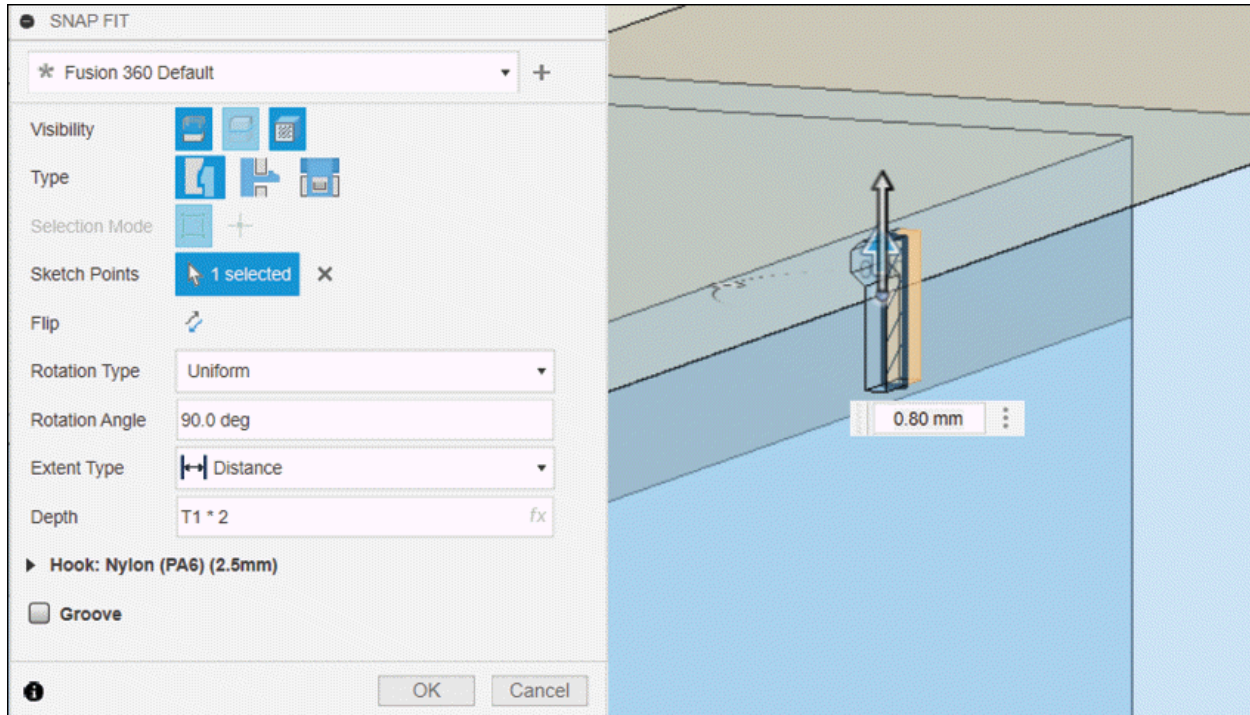 SNAP FIT
Fusion 360 Default
Visibility
Type
Selection Mode
Sketch Points 1 selected
Flip
Rotation Type Uniform
Rotation Angle 90.0 deg
Extent Type Distance
Depth T1 * 2 fx
Hook: Nylon (PA6) (2.5mm)
Groove
OK Cancel
0.80 mm